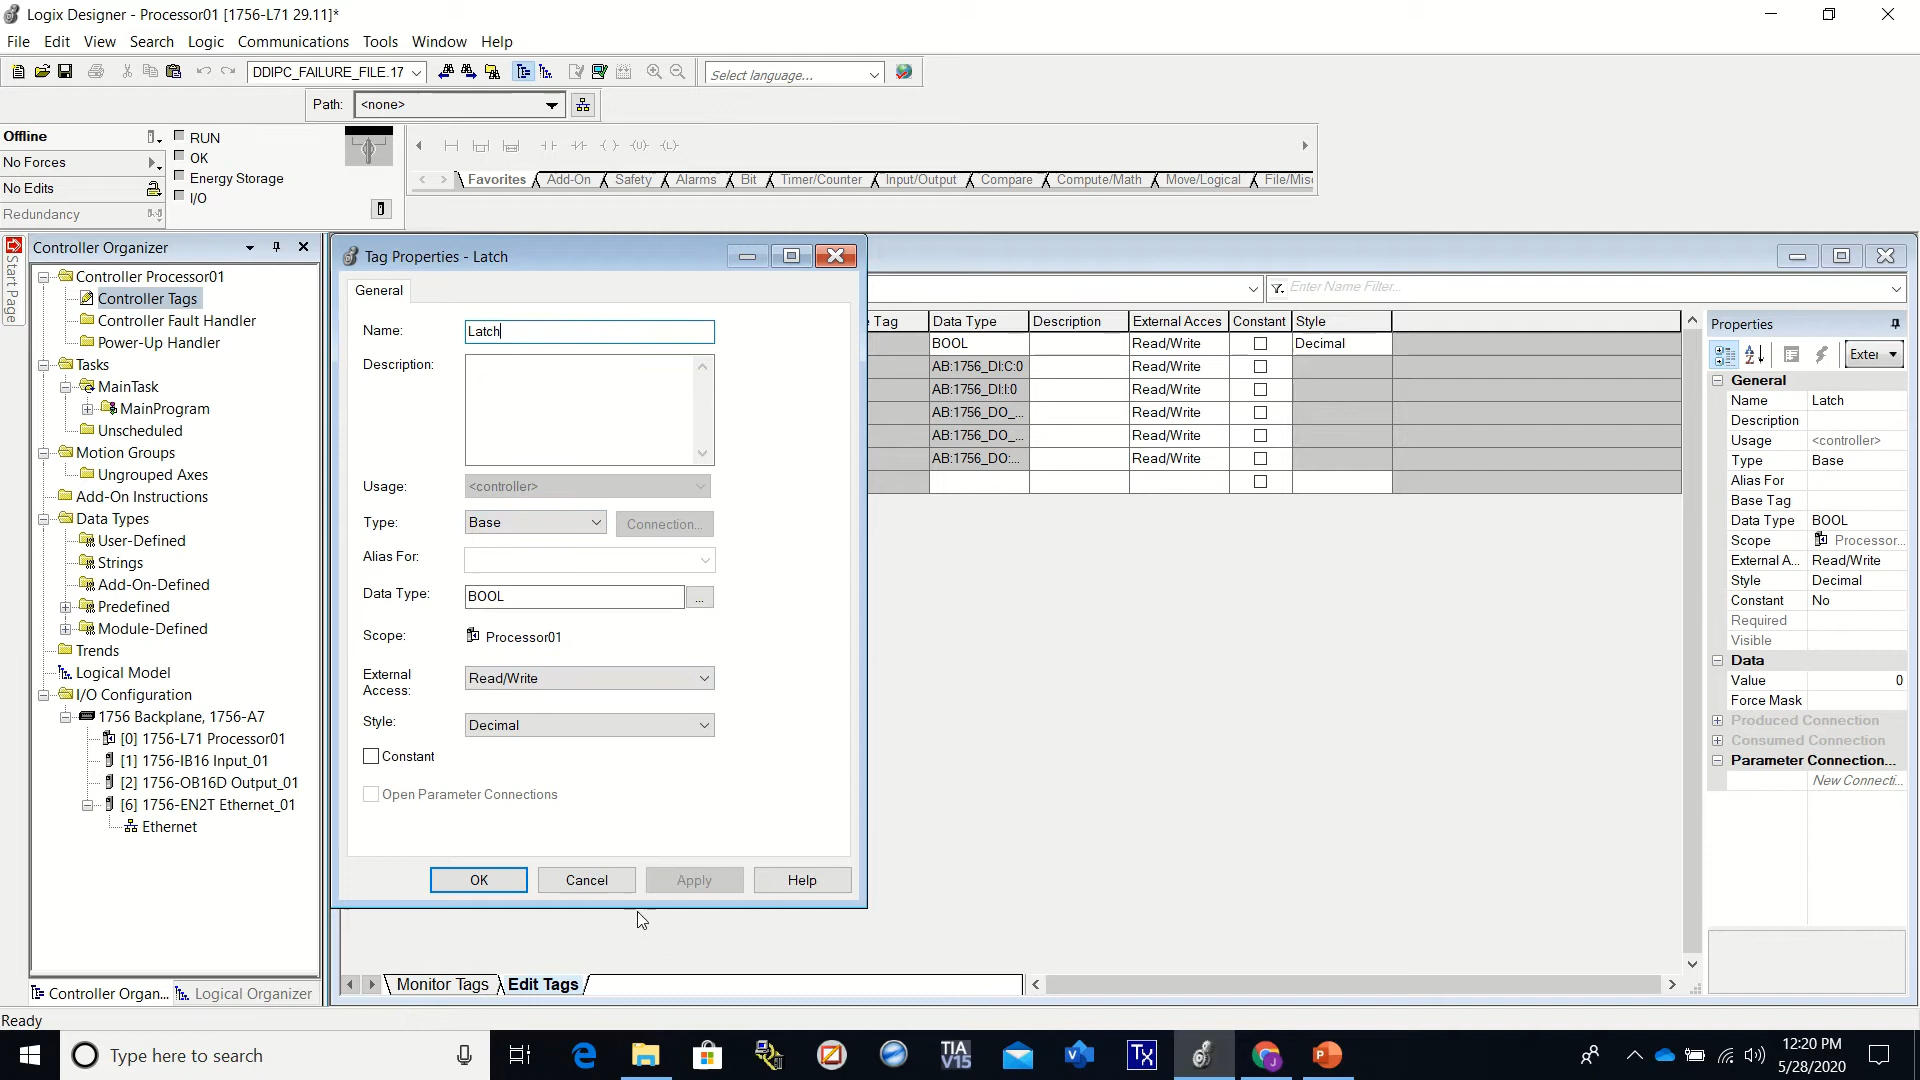 Logix Designer - Processor01 [1756-L71 29.11]*
File Edit View Search Logic Communications Tools Window Help
DDIPC_FAILURE_FILE.17
Select language...
Path: <none>
Offline
No Forces
No Edits
Redundancy
RUN
OK
Energy Storage
I/O
(U) (L)
Favorites Add-On Safety Alarms Bit Timer/Counter Input/Output Compare Compute/Math Move/Logical File/Misc
Start Page
Controller Organizer
Controller Processor01
Controller Tags
Controller Fault Handler
Power-Up Handler
Tasks
MainTask
MainProgram
Unscheduled
Motion Groups
Ungrouped Axes
Add-On Instructions
Data Types
User-Defined
Strings
Add-On-Defined
Predefined
Module-Defined
Trends
Logical Model
I/O Configuration
1756 Backplane, 1756-A7
[0] 1756-L71 Processor01
[1] 1756-IB16 Input_01
[2] 1756-OB16D Output_01
[6] 1756-EN2T Ethernet_01
Ethernet
Controller Organ... Logical Organizer
Tag Properties - Latch
General
Name: Latch
Description:
Usage: <controller>
Type: Base Connection...
Alias For:
Data Type: BOOL ...
Scope: Processor01
External Access: Read/Write
Style: Decimal
Constant
Open Parameter Connections
OK Cancel Apply Help
Enter Name Filter...
Tag Data Type Description External Acces Constant Style
BOOL Read/Write Decimal
AB:1756_DI:C:0 Read/Write
AB:1756_DI:I:0 Read/Write
AB:1756_DO_... Read/Write
AB:1756_DO_... Read/Write
AB:1756_DO:... Read/Write
Monitor Tags Edit Tags
Properties
Exter
General
Name Latch
Description
Usage <controller>
Type Base
Alias For
Base Tag
Data Type BOOL
Scope Processor...
External A... Read/Write
Style Decimal
Constant No
Required
Visible
Data
Value 0
Force Mask
Produced Connection
Consumed Connection
Parameter Connection...
New Connecti...
Ready
Type here to search
TIA V15
Tx
12:20 PM
5/28/2020